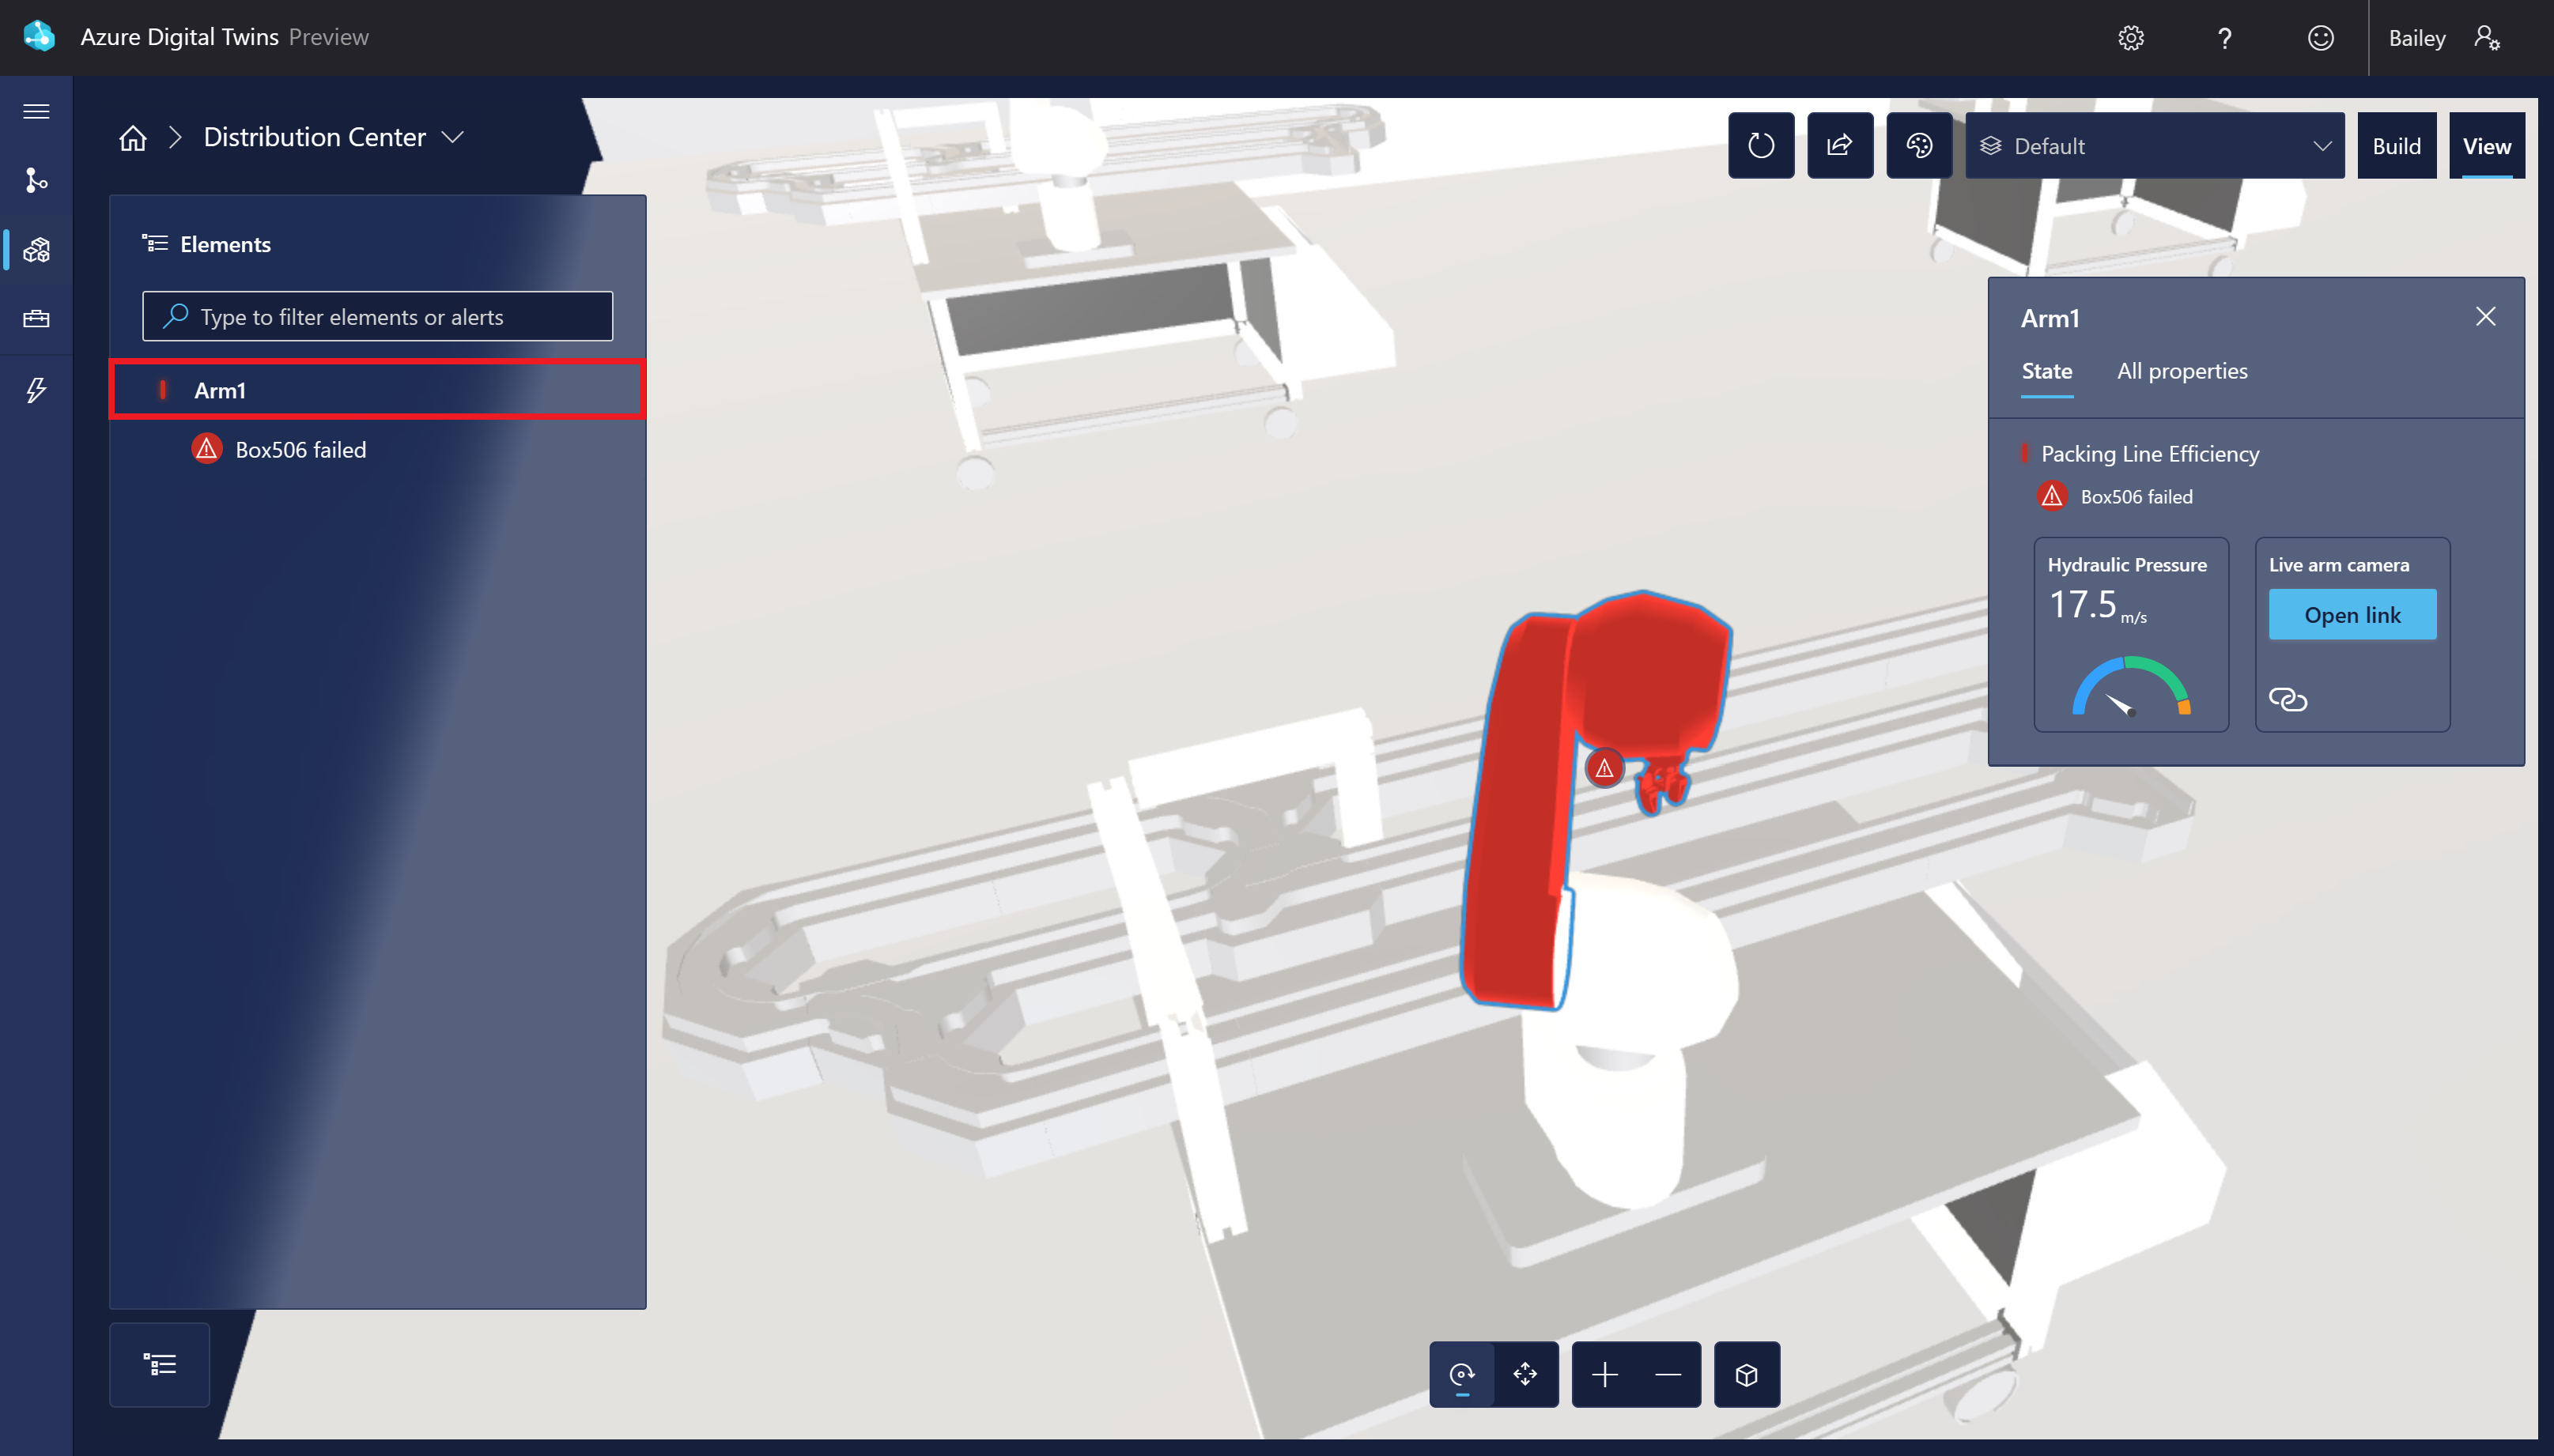 Azure Digital Twins Preview
?
Bailey
Distribution Center
Default
Build
View
Elements
Type to filter elements or alerts
Arm1
Box506 failed
Arm1
State
All properties
Packing Line Efficiency
Box506 failed
Hydraulic Pressure
17.5 m/s
Live arm camera
Open link